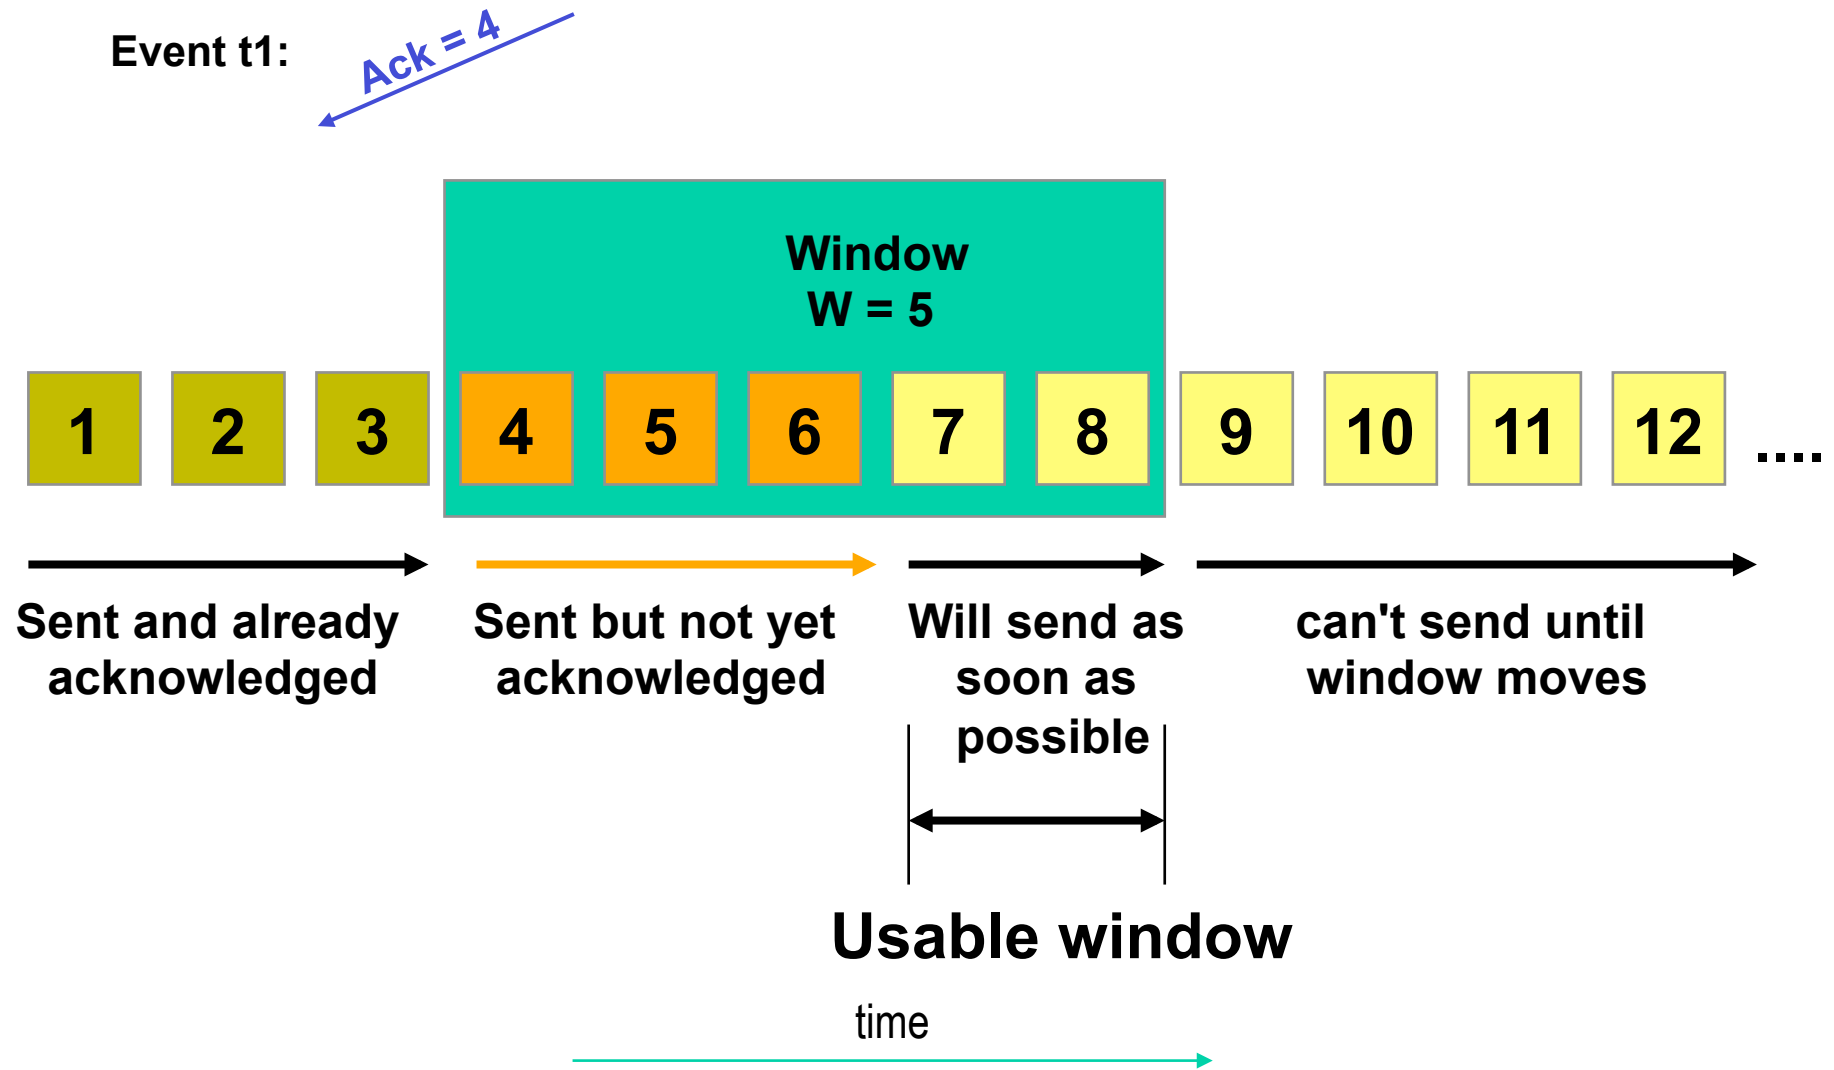 Event t1:
Ack = 4
Window
W = 5
1 2 3 4 5 6 7 8 9 10 11 12 ....
Sent and already
acknowledged
Sent but not yet
acknowledged
Will send as
soon as
possible
can't send until
window moves
Usable window
time